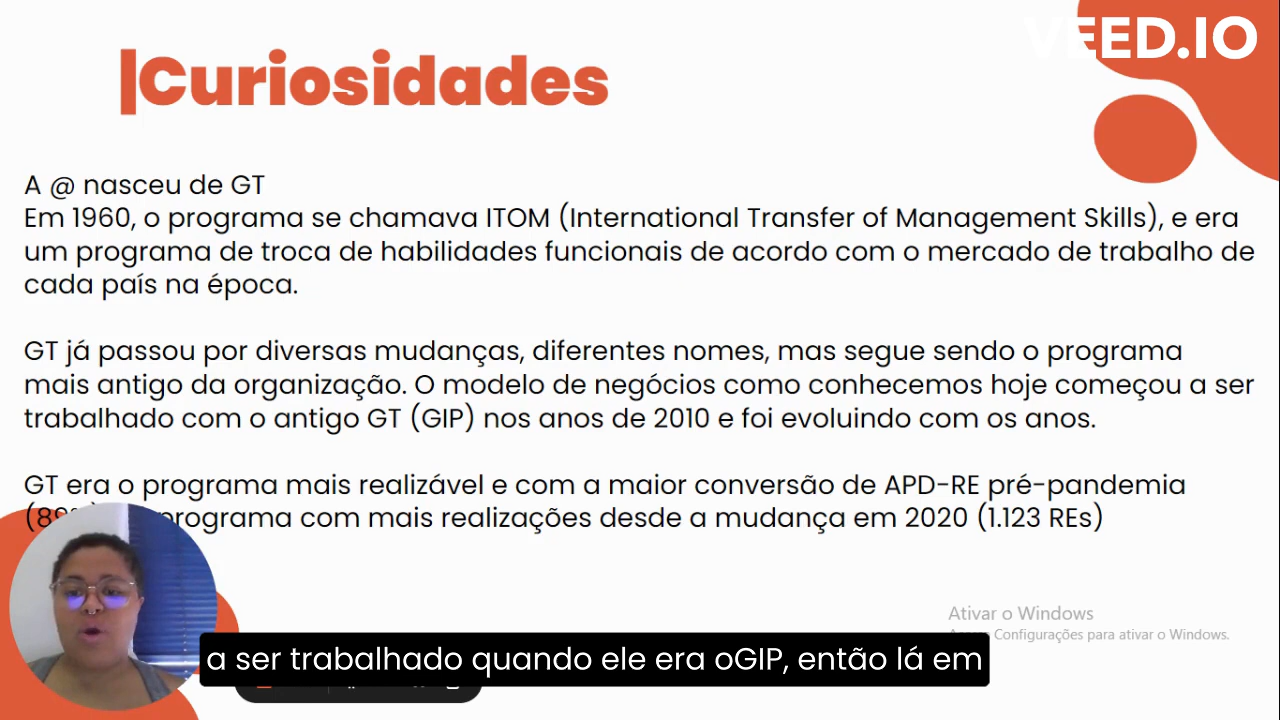 VEED.IO
|Curiosidades
A @ nasceu de GT
Em 1960, o programa se chamava ITOM (International Transfer of Management Skills), e era
um programa de troca de habilidades funcionais de acordo com o mercado de trabalho de
cada país na época.
GT já passou por diversas mudanças, diferentes nomes, mas segue sendo o programa
mais antigo da organização. O modelo de negócios como conhecemos hoje começou a ser
trabalhado com o antigo GT (GIP) nos anos de 2010 e foi evoluindo com os anos.
GT era o programa mais realizável e com a maior conversão de APD-RE pré-pandemia
programa com mais realizações desde a mudança em 2020 (1.123 REs)
Ativar o Windows
Configurações para ativar o Windows.
a ser trabalhado quando ele era oGIP, então lá em